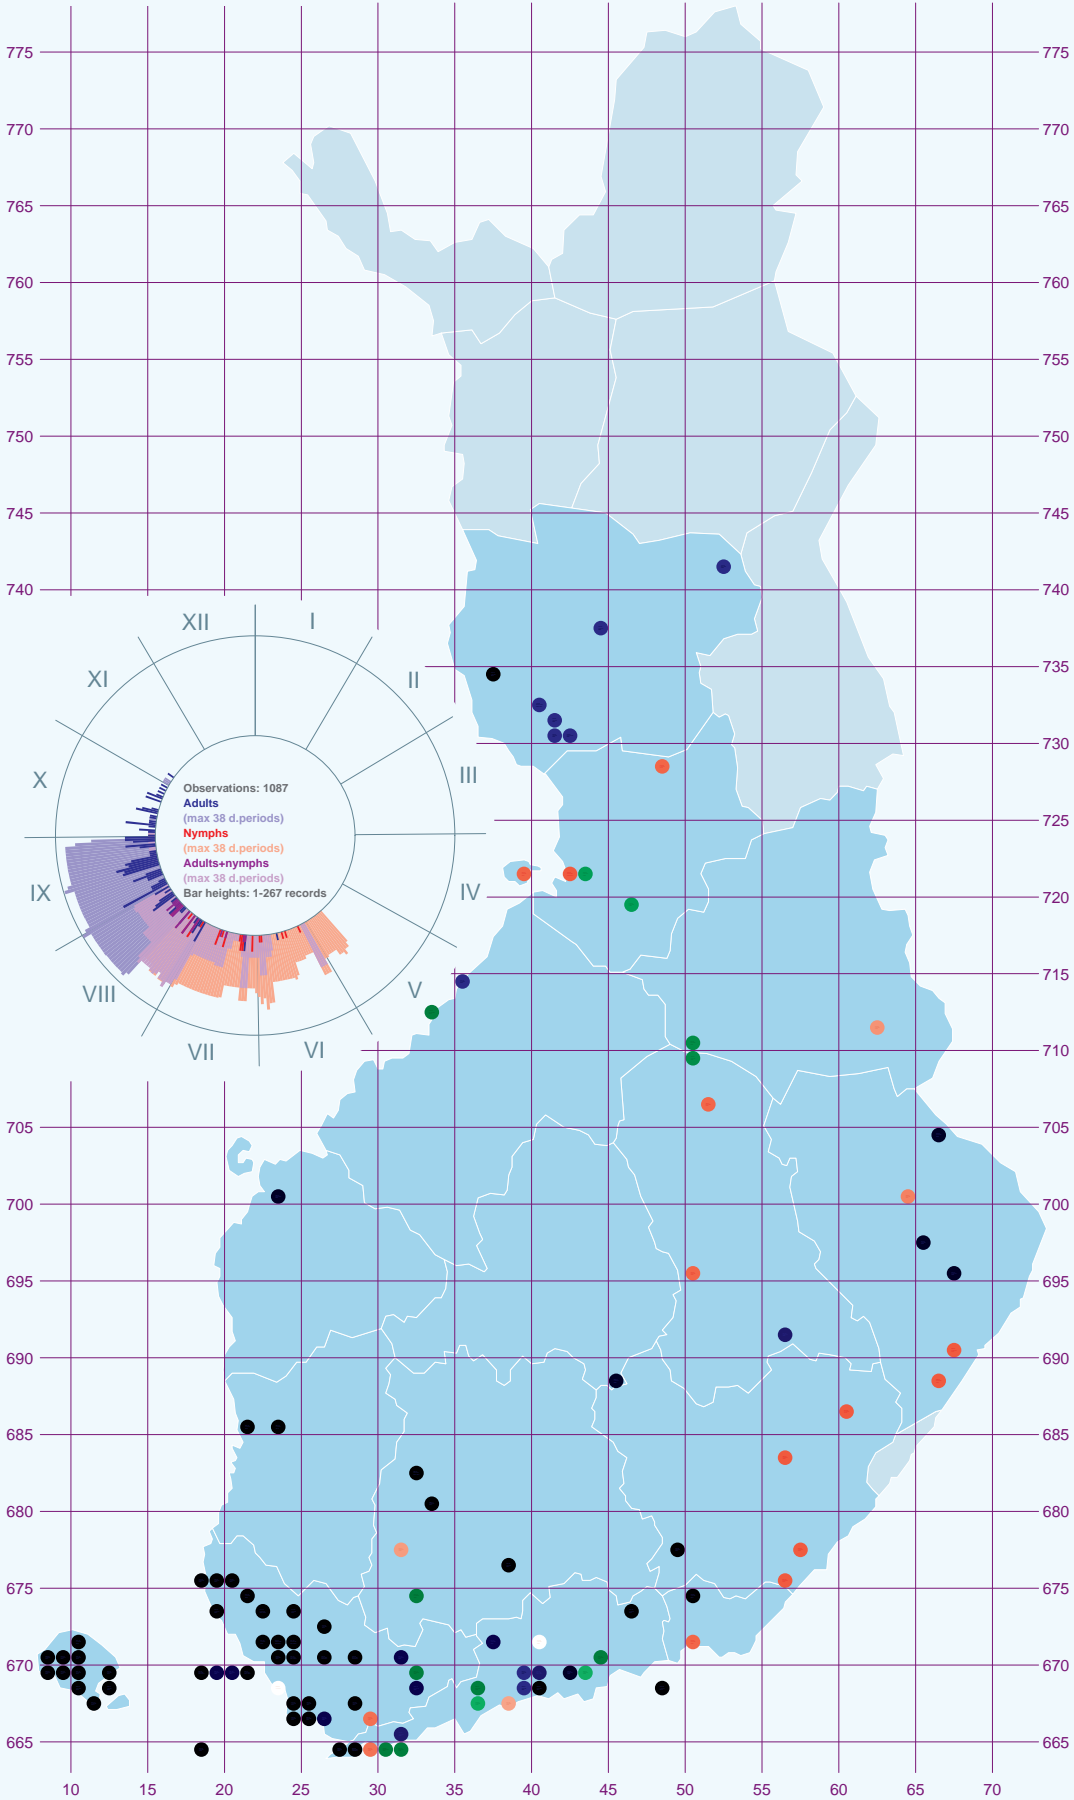 775 775
770 770
765 765
760 760
755 755
750 750
745 745
740 740
735 735
730 730
725 725
720 720
715 715
710 710
705 705
700 700
695 695
690 690
685 685
680 680
675 675
670 670
665 665
10 15 20 25 30 35 40 45 50 55 60 65 70
I
II
III
IV
V
VI
VII
VIII
IX
X
XI
XII
Observations: 1087
Adults
(max 38 d.periods)
Nymphs
(max 38 d.periods)
Adults+nymphs
(max 38 d.periods)
Bar heights: 1-267 records